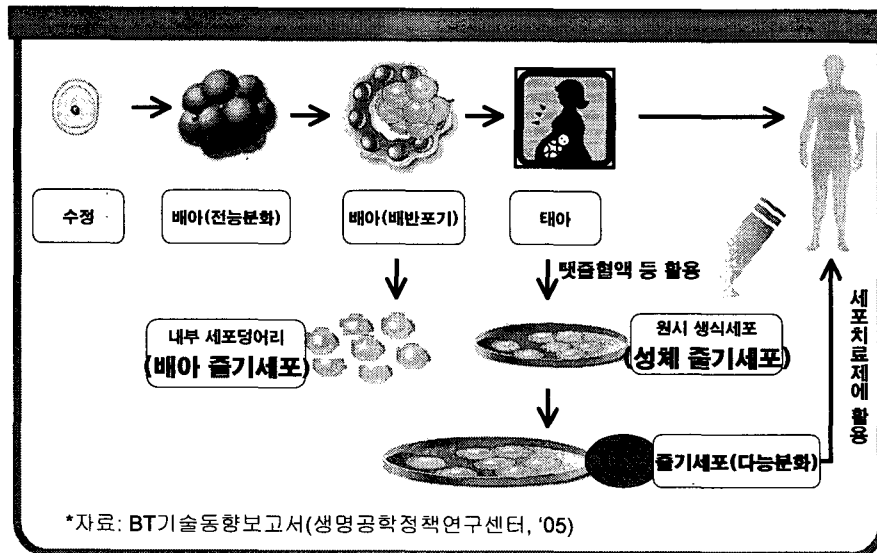 수정
배아(전능분화)
배아(배반포기)
태아
탯줄혈액 등 활용
내부 세포덩어리
(배아 줄기세포)
원시 생식세포
(성체 줄기세포)
줄기세포(다능분화)
세포치료제에 활용
*자료: BT기술동향보고서(생명공학정책연구센터, '05)